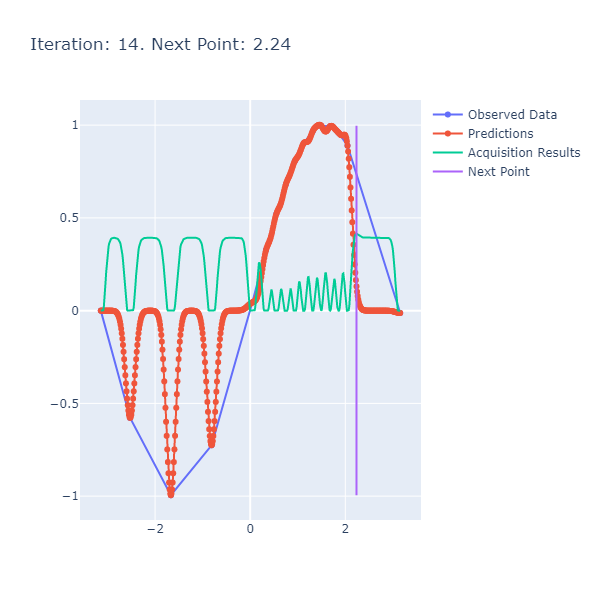 Iteration: 14. Next Point: 2.24
Observed Data
Predictions
Acquisition Results
Next Point
1
0.5
0
−0.5
−1
−2
0
2